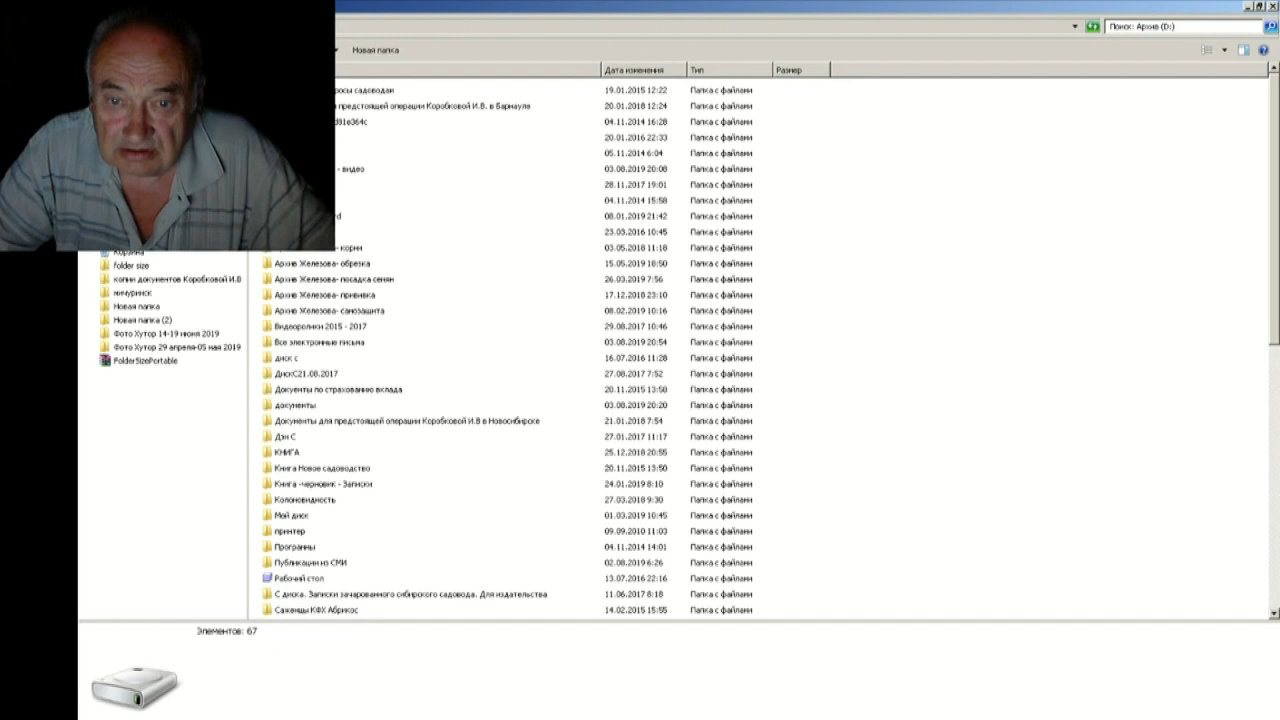 Поиск: Архив (D:)
Новая папка
Дата изменения Тип Размер
росы садоводам 19.01.2015 12:22 Папка с файлами
предстоящей операции Коробковой И.В. в Барнауле 20.01.2018 12:24 Папка с файлами
d91e364c 04.11.2014 16:28 Папка с файлами
20.01.2016 22:33 Папка с файлами
05.11.2014 6:04 Папка с файлами
- видео 03.08.2019 20:08 Папка с файлами
28.11.2017 19:01 Папка с файлами
04.11.2014 15:58 Папка с файлами
rd 08.01.2019 21:42 Папка с файлами
23.03.2016 10:45 Папка с файлами
- корни 03.05.2018 11:18 Папка с файлами
Архив Железова- обрезка 15.05.2019 18:50 Папка с файлами
Архив Железова- посадка семян 26.03.2019 7:56 Папка с файлами
Архив Железова- прививка 17.12.2018 23:10 Папка с файлами
Архив Железова- самозащита 08.02.2019 10:16 Папка с файлами
Видеоролики 2015 - 2017 29.08.2017 10:46 Папка с файлами
Все электронные письма 03.08.2019 20:54 Папка с файлами
диск с 16.07.2016 11:28 Папка с файлами
ДискС21.08.2017 27.08.2017 7:52 Папка с файлами
Докуенты по страхованию вклада 20.11.2015 13:58 Папка с файлами
документы 03.08.2019 20:20 Папка с файлами
Документы для предстоящей операции Коробковой И.В в Новосибирске 21.01.2018 7:54 Папка с файлами
Дэн С 27.01.2017 11:17 Папка с файлами
КНИГА 25.12.2018 20:55 Папка с файлами
Книга Новое садоводство 20.11.2015 13:50 Папка с файлами
Книга -черновик - Записки 24.01.2019 8:10 Папка с файлами
Колоновидность 27.03.2018 9:30 Папка с файлами
Мой диск 01.03.2019 10:45 Папка с файлами
принтер 09.09.2010 11:03 Папка с файлами
Программы 04.11.2014 14:01 Папка с файлами
Публикации из СМИ 02.08.2019 6:26 Папка с файлами
Рабочий стол 13.07.2016 22:16 Папка с файлами
С диска. Записки зачарованного сибирского садовода. Для издательства 11.06.2017 8:18 Папка с файлами
Саженцы КФХ Абрикос 14.02.2015 15:55 Папка с файлами
Корзина
folder size
копии документов Коробковой И.В
мичуринск
Новая папка
Новая папка (2)
Фото Хутор 14-19 июня 2019
Фото Хутор 29 апреля-05 мая 2019
FolderSizePortable
Элементов: 67